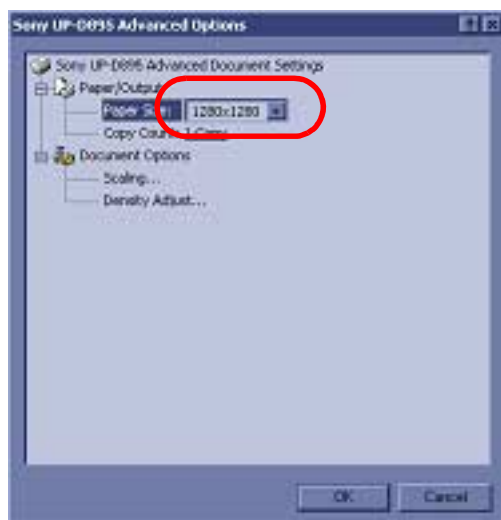 Sony UP-D895 Advanced Options
Sony UP-D895 Advanced Document Settings
Paper/Output
Paper Size: 1280x1280
Copy Count: 1 Copy
Document Options
Scaling...
Density Adjust...
OK Cancel